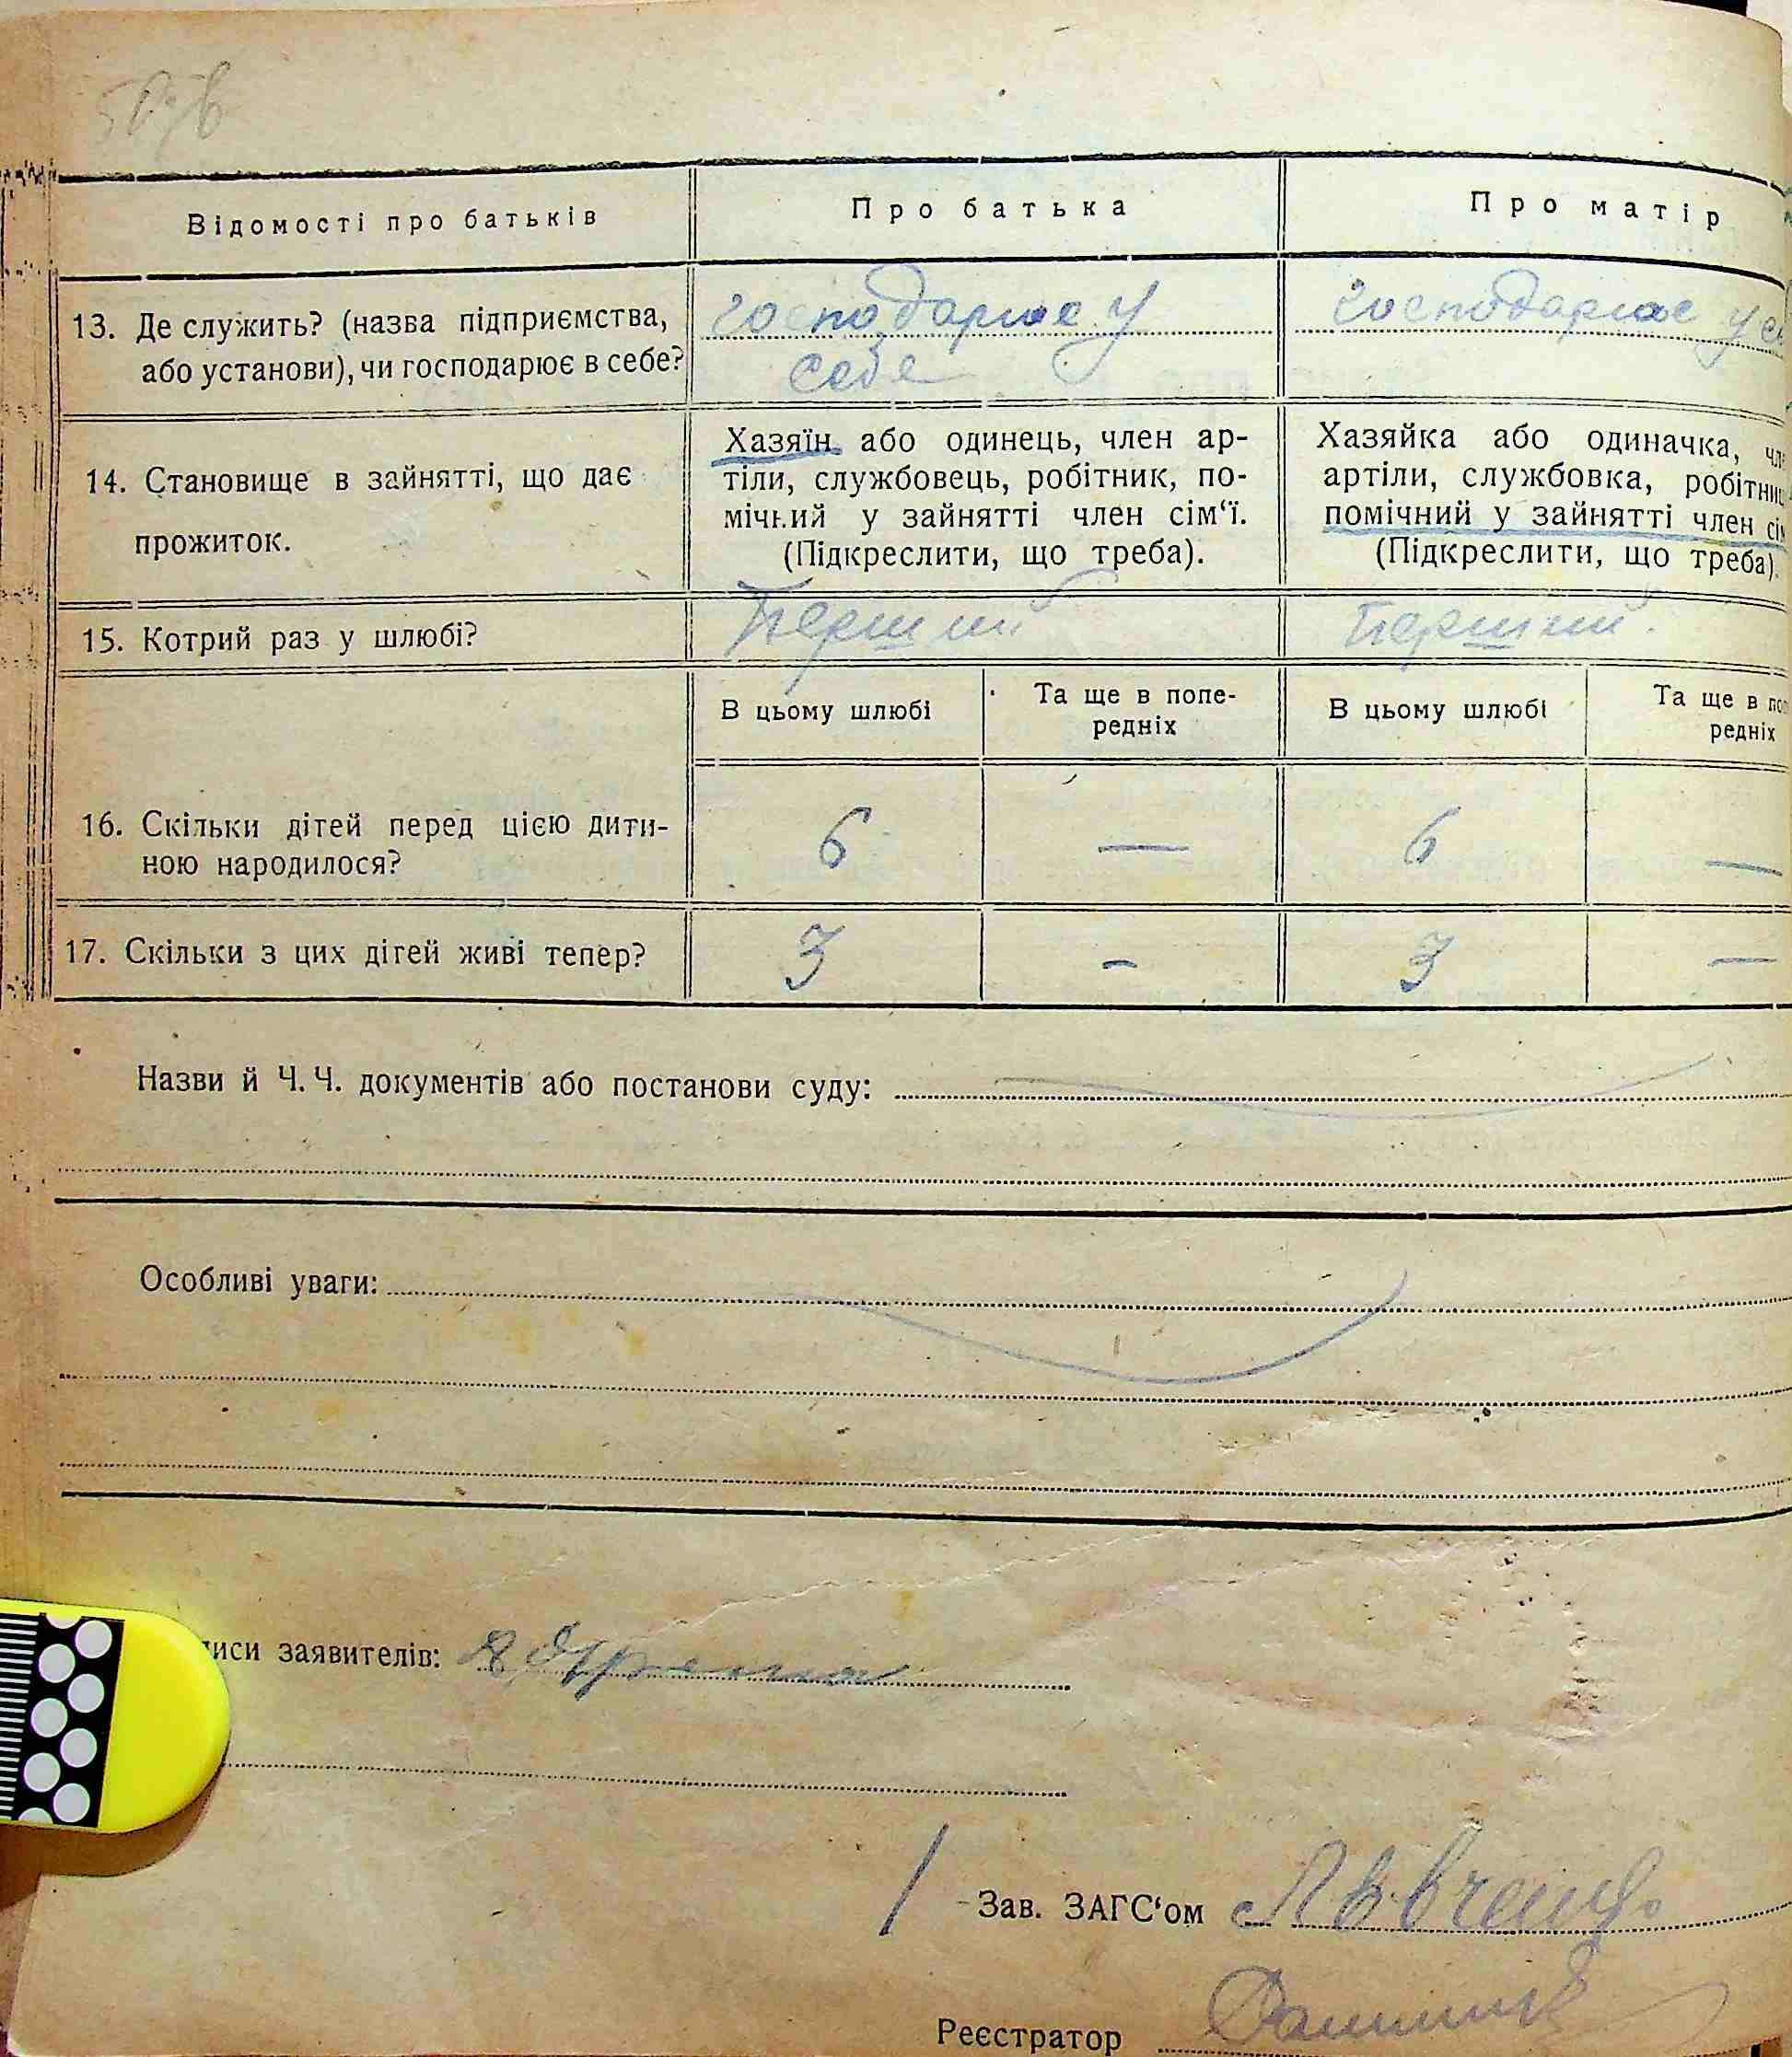 Відомості про батьків
Про батька
Про матір
13. Де служить? (назва підприємства,
або установи), чи господарює в себе?
господарює у
себе
господарює у се
14. Становище в зайнятті, що дає
прожиток.
Хазяїн або одинець, член ар-
тіли, службовець, робітник, по-
мічний у зайнятті член сім‘ї.
(Підкреслити, що треба).
Хазяйка або одиначка, чл
артіли, службовка, робітниц
помічний у зайнятті член сім
(Підкреслити, що треба).
15. Котрий раз у шлюбі?
Перший
Перший.
В цьому шлюбі
Та ще в попе-
редніх
В цьому шлюбі
Та ще в поп
редніх
16. Скільки дітей перед цією дити-
ною народилося?
6 — 6 —
17. Скільки з цих дітей живі тепер?
3 - 3 —
Назви й Ч. Ч. документів або постанови суду:
Особливі уваги:
писи заявителів:
Зав. ЗАГС‘ом
Реєстратор